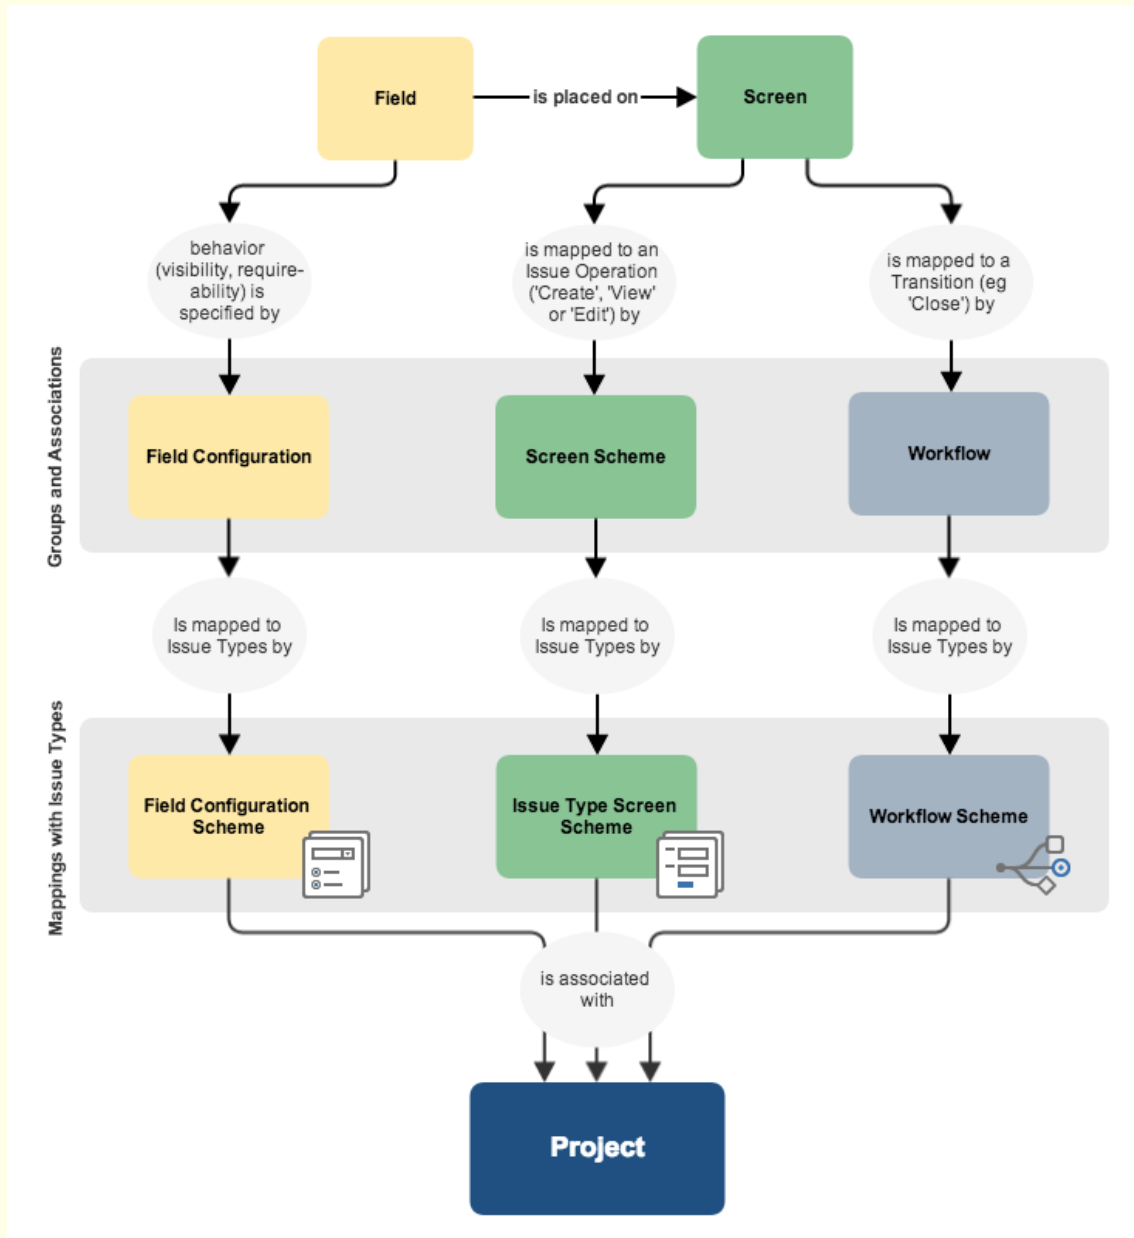 Field
is placed on
Screen
behavior
(visibility, require-
ability) is
specified by
is mapped to an
Issue Operation
('Create', 'View'
or 'Edit') by
is mapped to a
Transition (eg
'Close') by
Groups and Associations
Field Configuration
Screen Scheme
Workflow
Is mapped to
Issue Types by
Is mapped to
Issue Types by
Is mapped to
Issue Types by
Mappings with Issue Types
Field Configuration
Scheme
Issue Type Screen
Scheme
Workflow Scheme
is associated
with
Project